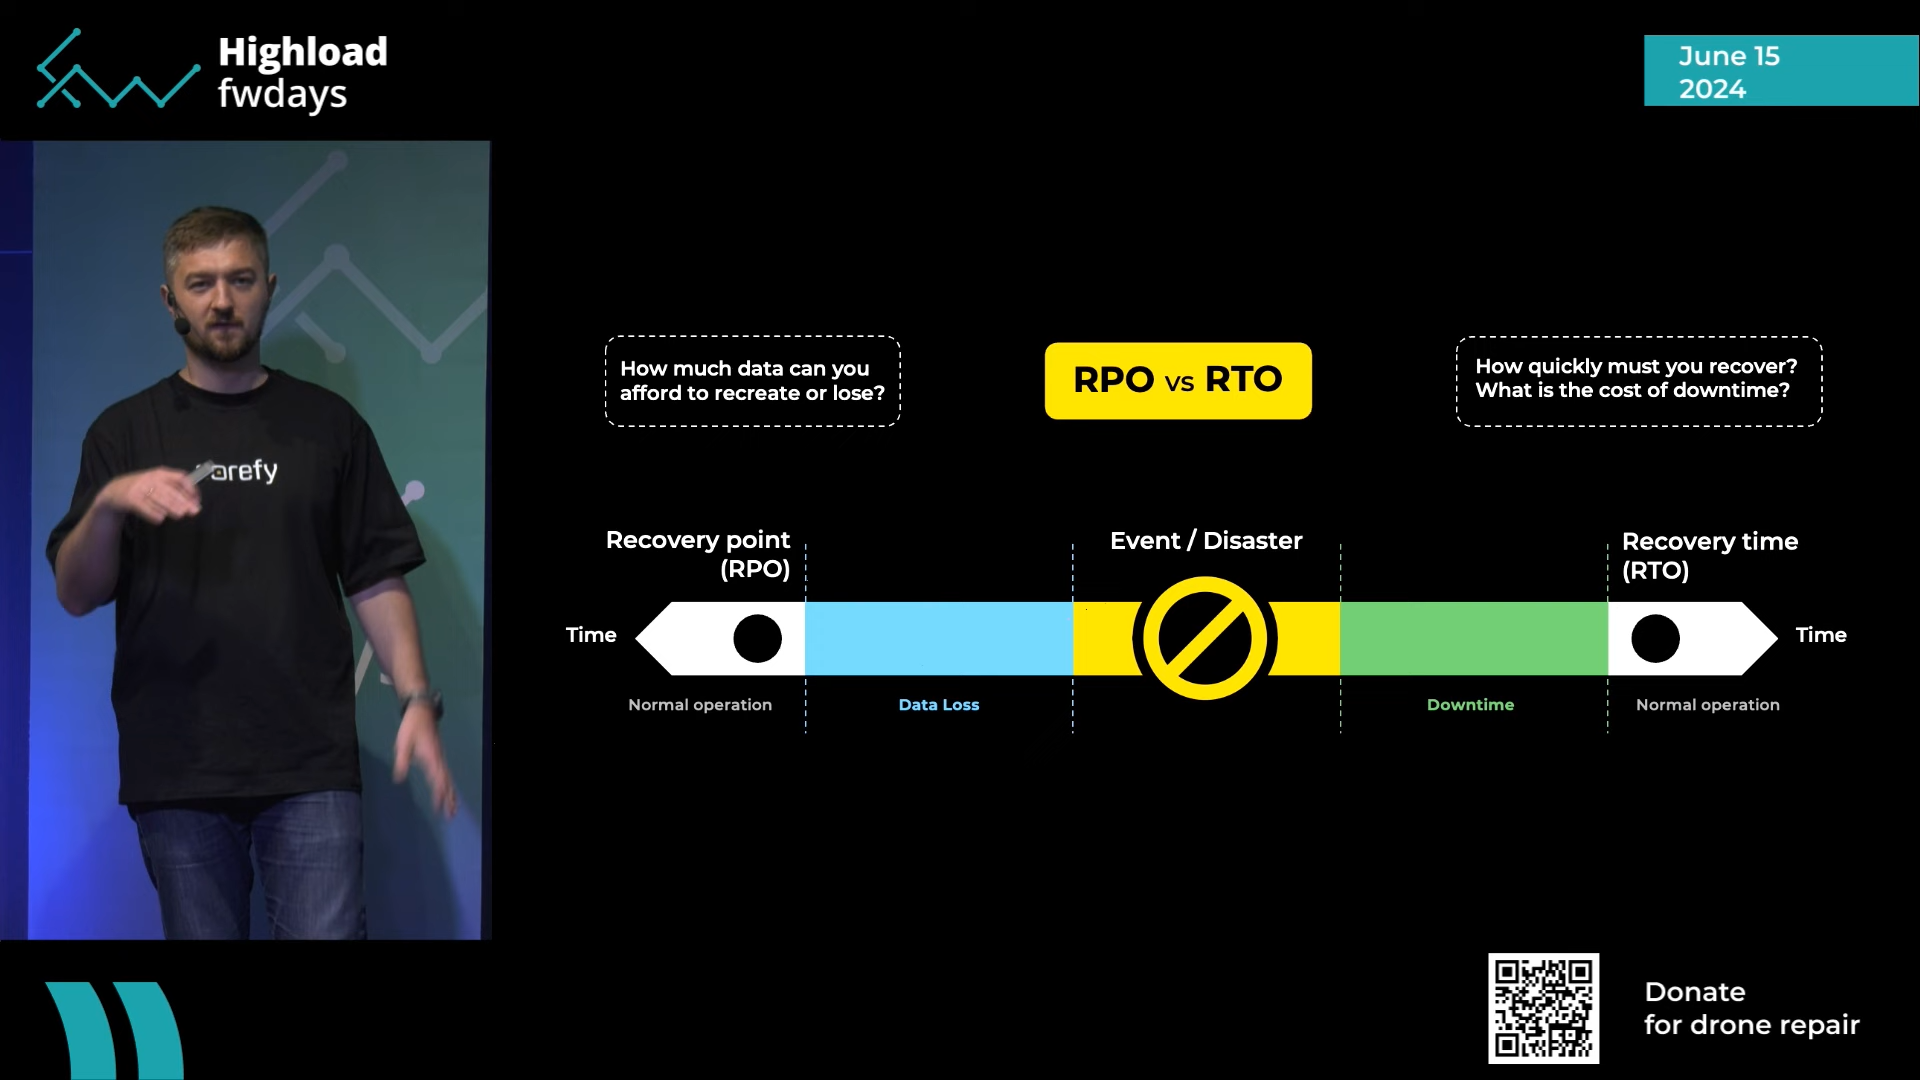 Highload
fwdays
June 15
2024
How much data can you
afford to recreate or lose?
RPO vs RTO
How quickly must you recover?
What is the cost of downtime?
Recovery point
(RPO)
Event / Disaster
Recovery time
(RTO)
Time
Time
Normal operation
Data Loss
Downtime
Normal operation
Donate
for drone repair